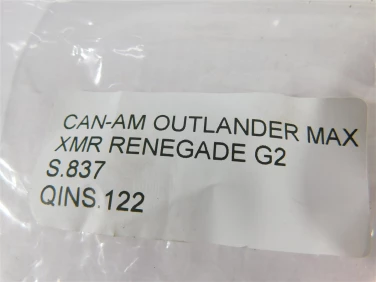 CAN-AM OUTLANDER MAX
XMR RENEGADE G2
S.837
QINS.122